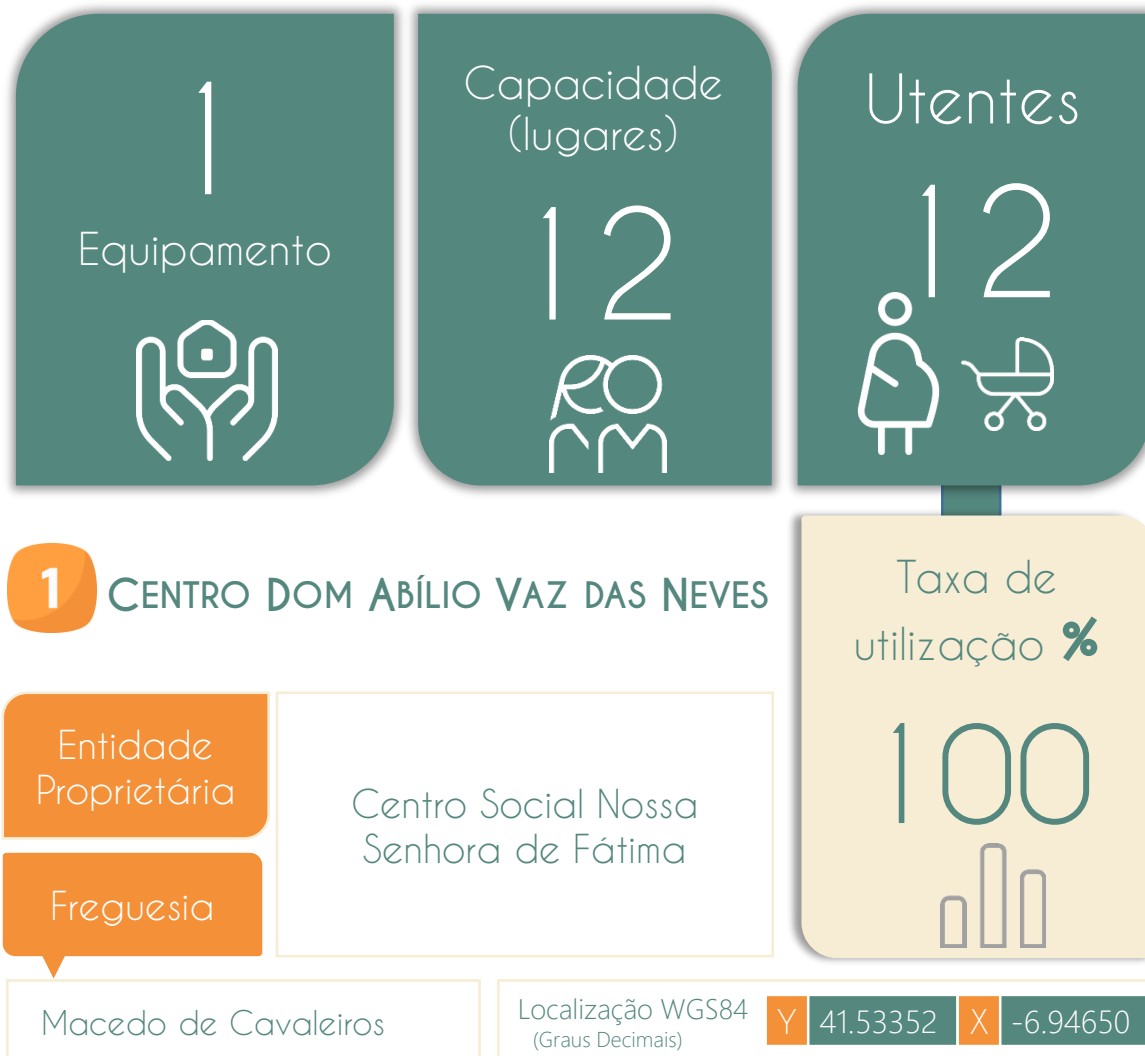 1
Equipamento
Capacidade
(lugares)
12
Utentes
12
1 CENTRO DOM ABÍLIO VAZ DAS NEVES
Taxa de
utilização %
100
Entidade
Proprietária
Centro Social Nossa
Senhora de Fátima
Freguesia
Macedo de Cavaleiros
Localização WGS84
(Graus Decimais)
Y 41.53352 X -6.94650